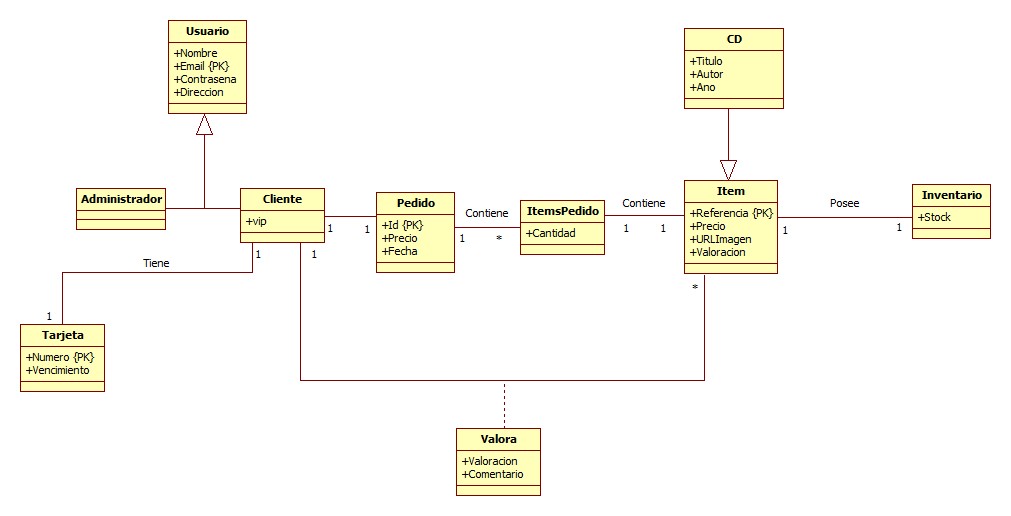 Usuario
+Nombre
+Email {PK}
+Contrasena
+Direccion
CD
+Titulo
+Autor
+Ano
Administrador
Cliente
+vip
1
1
Pedido
+Id {PK}
+Precio
+Fecha
Contiene
1
*
ItemsPedido
+Cantidad
Contiene
1
1
Item
+Referencia {PK}
+Precio
+URLImagen
+Valoracion
Posee
1
1
Inventario
+Stock
1
1
Tiene
1
*
Tarjeta
+Numero {PK}
+Vencimiento
Valora
+Valoracion
+Comentario